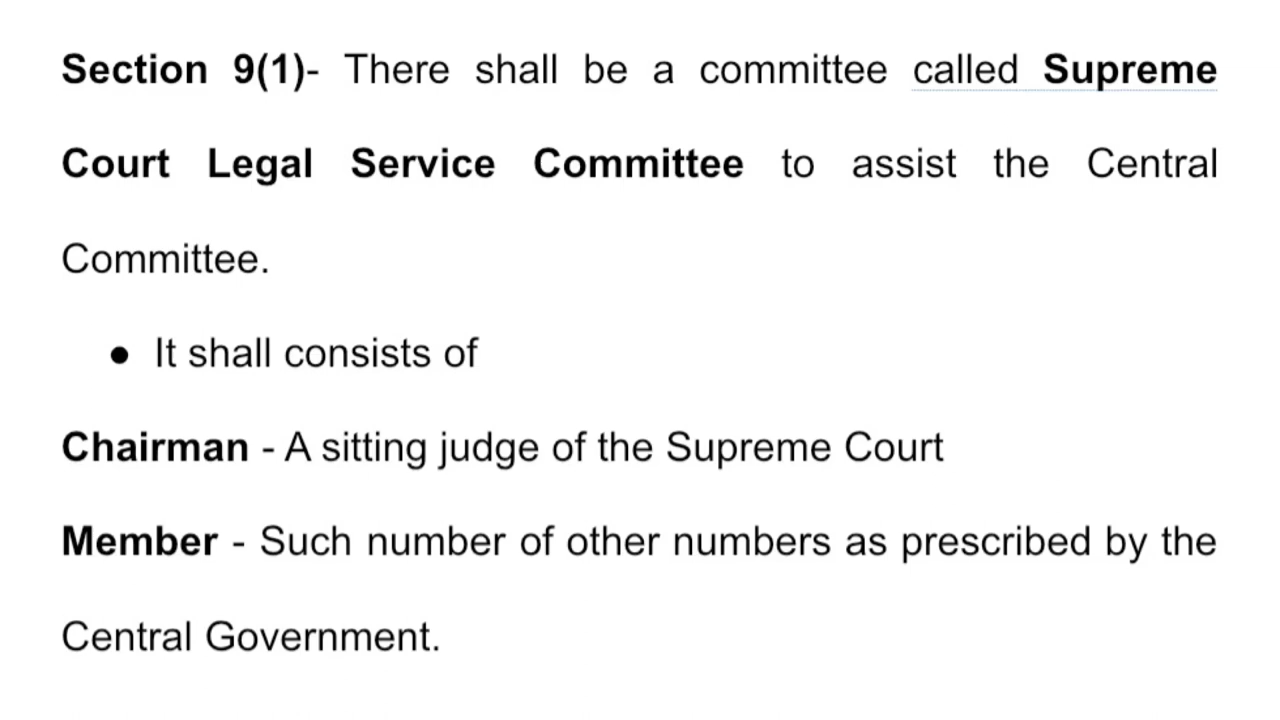 Section 9(1)- There shall be a committee called Supreme
Court Legal Service Committee to assist the Central
Committee.
● It shall consists of
Chairman - A sitting judge of the Supreme Court
Member - Such number of other numbers as prescribed by the
Central Government.